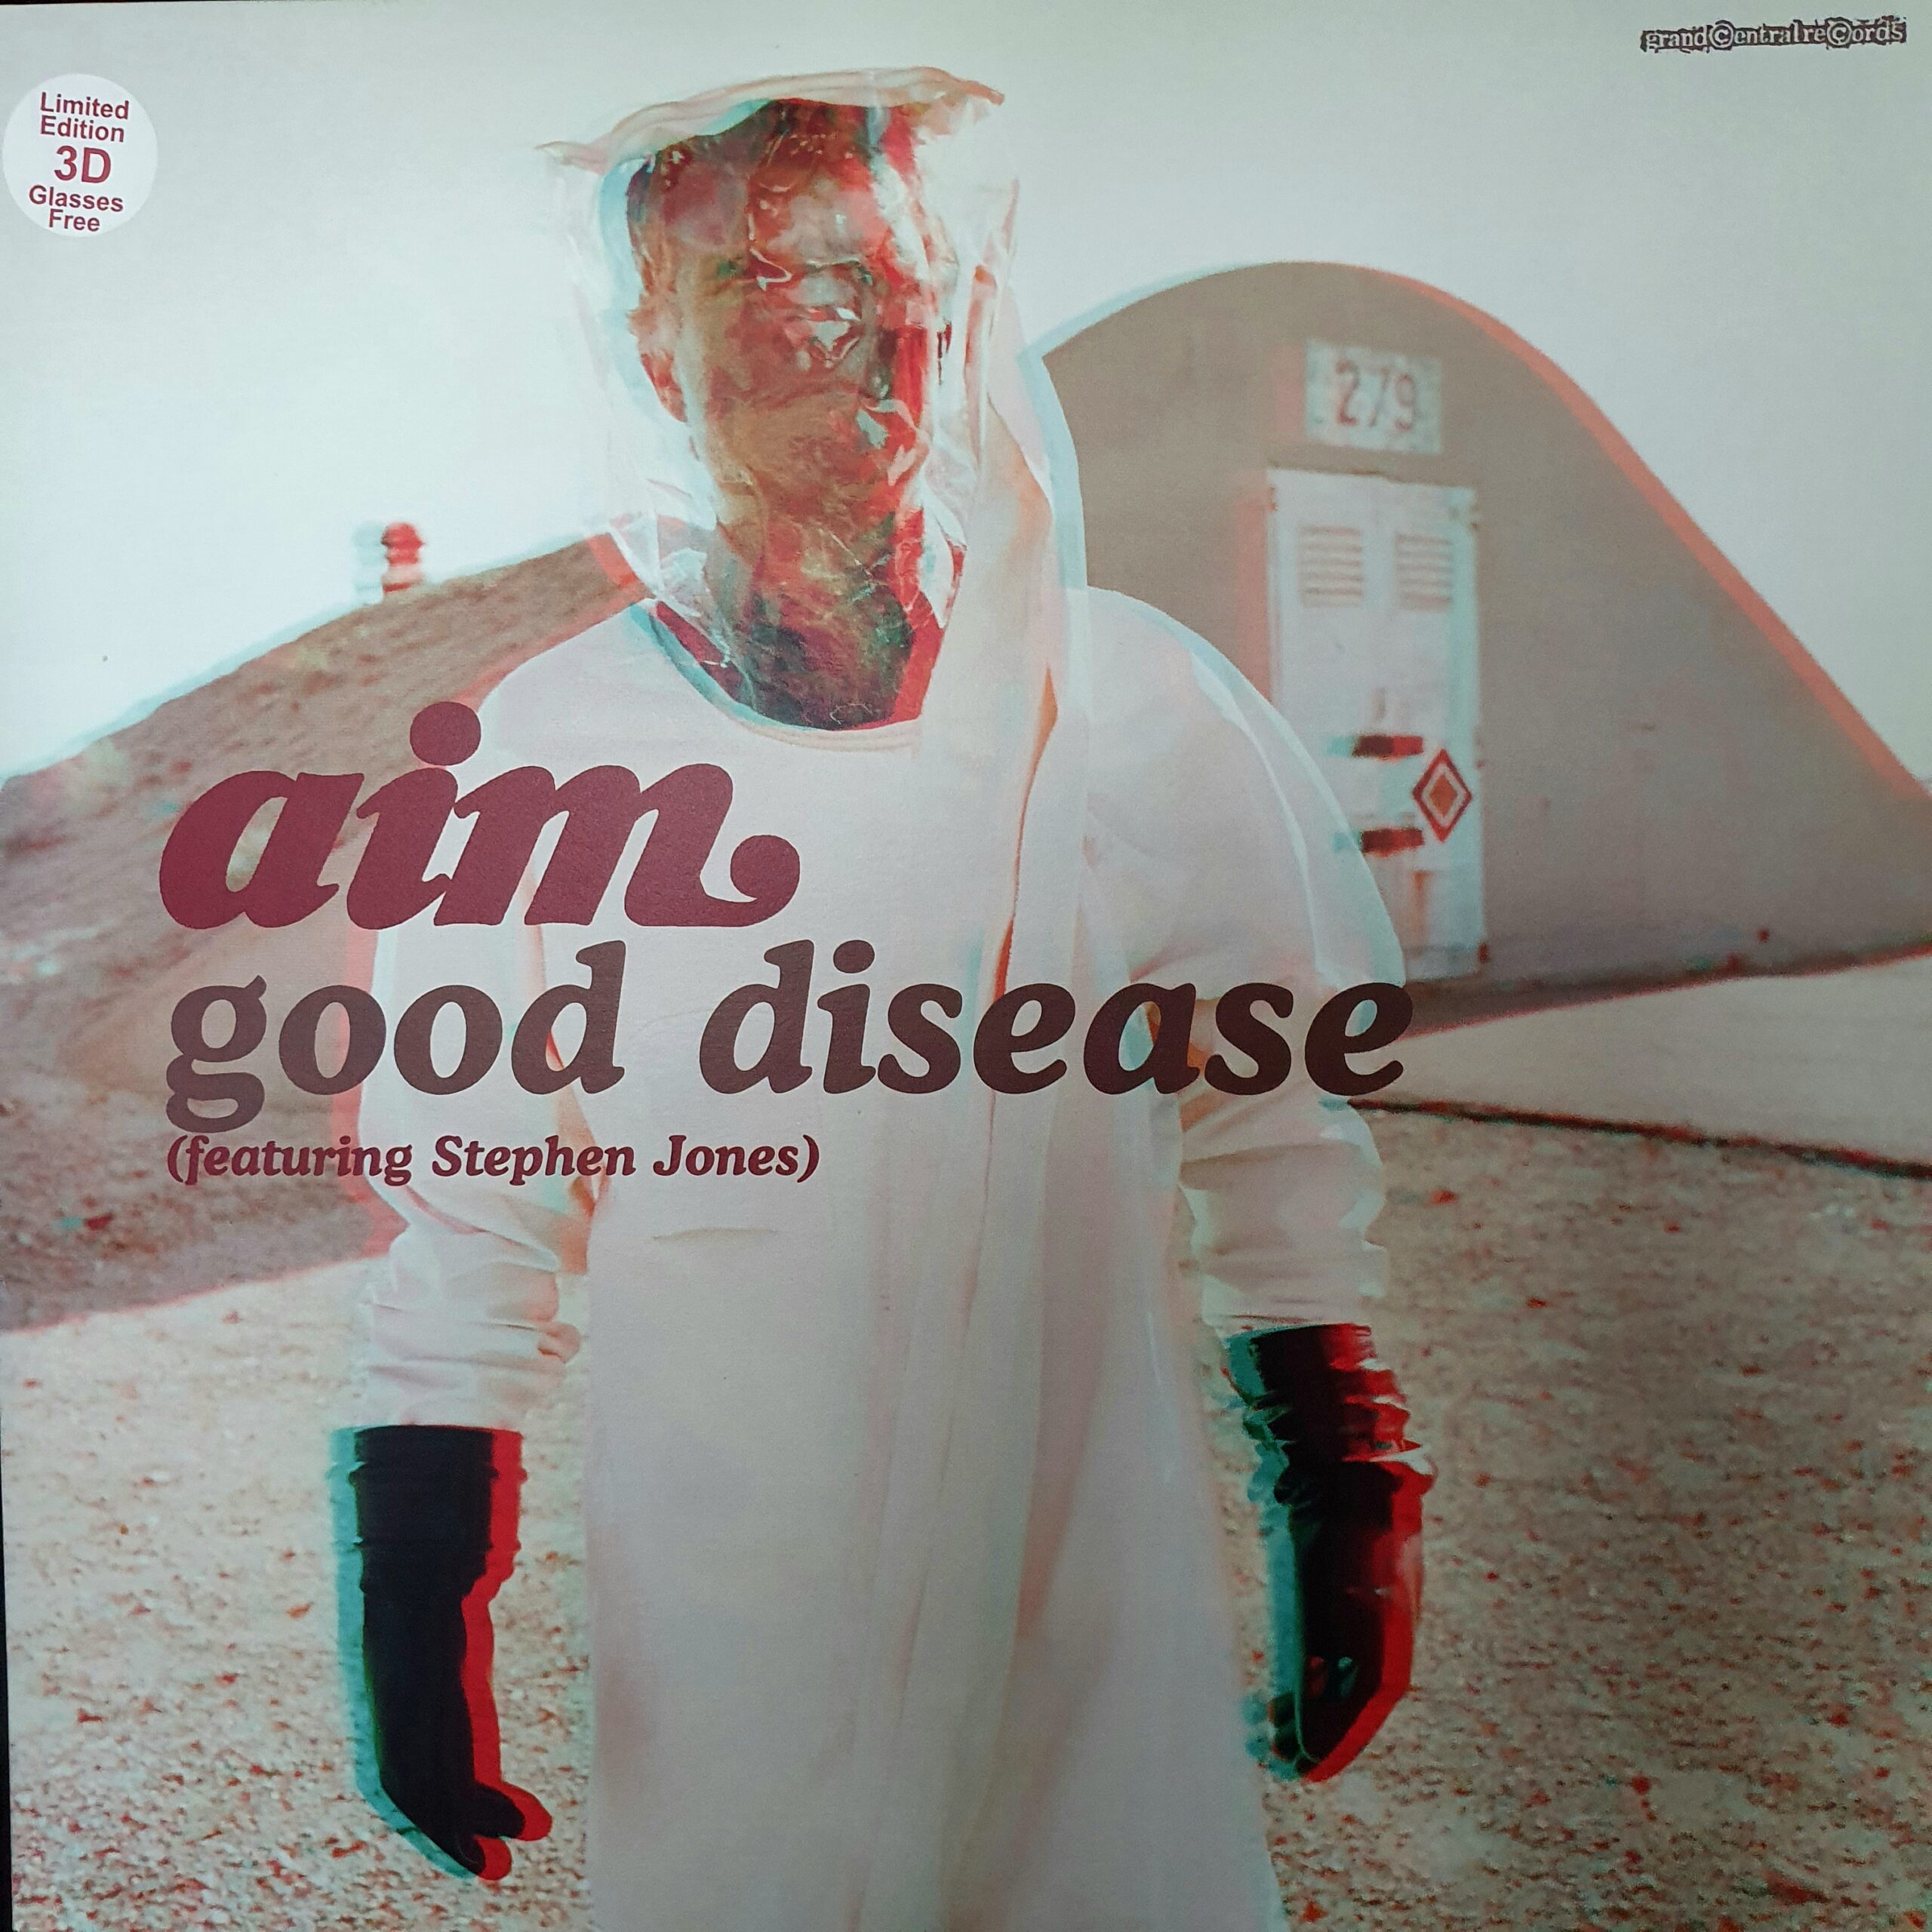 grand©entralre©ords
Limited
Edition
3D
Glasses
Free
279
aim
good disease
(featuring Stephen Jones)